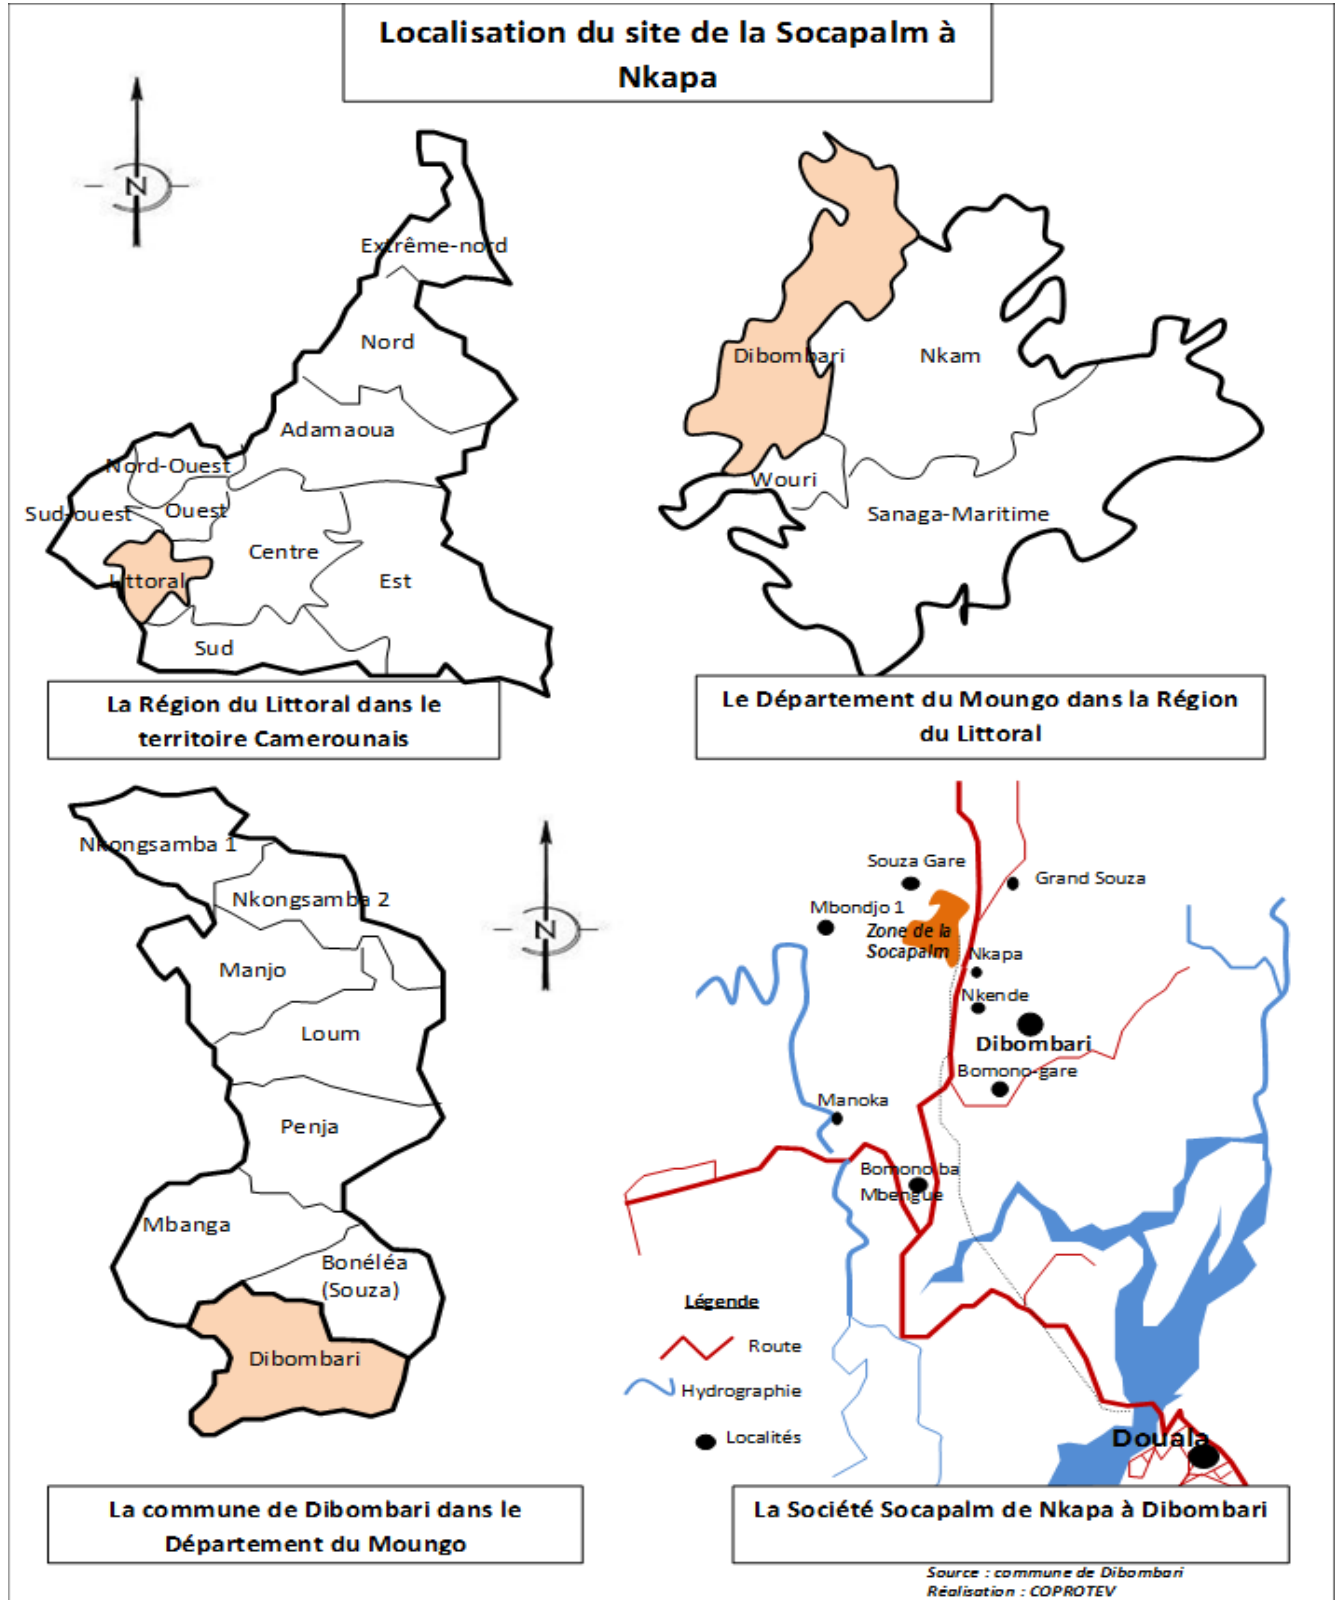 Localisation du site de la Socapalm à
Nkapa
N
Extrême-nord
Nord
Adamaoua
Nord-Ouest
Sud-ouest
Ouest
Centre
Littoral
Est
Sud
La Région du Littoral dans le
territoire Camerounais
Dibombari
Nkam
Wouri
Sanaga-Maritime
Le Département du Moungo dans la Région
du Littoral
Nkongsamba 1
Nkongsamba 2
N
Manjo
Loum
Penja
Mbanga
Bonéléa
(Souza)
Dibombari
La commune de Dibombari dans le
Département du Moungo
Souza Gare
Grand Souza
Mbondjo 1
Zone de la
Socapalm
Nkapa
Nkende
Dibombari
Bomono-gare
Manoka
Bomono ba
Mbengue
Légende
Route
Hydrographie
Localités
Douala
La Société Socapalm de Nkapa à Dibombari
Source : commune de Dibombari
Réalisation : COPROTEV